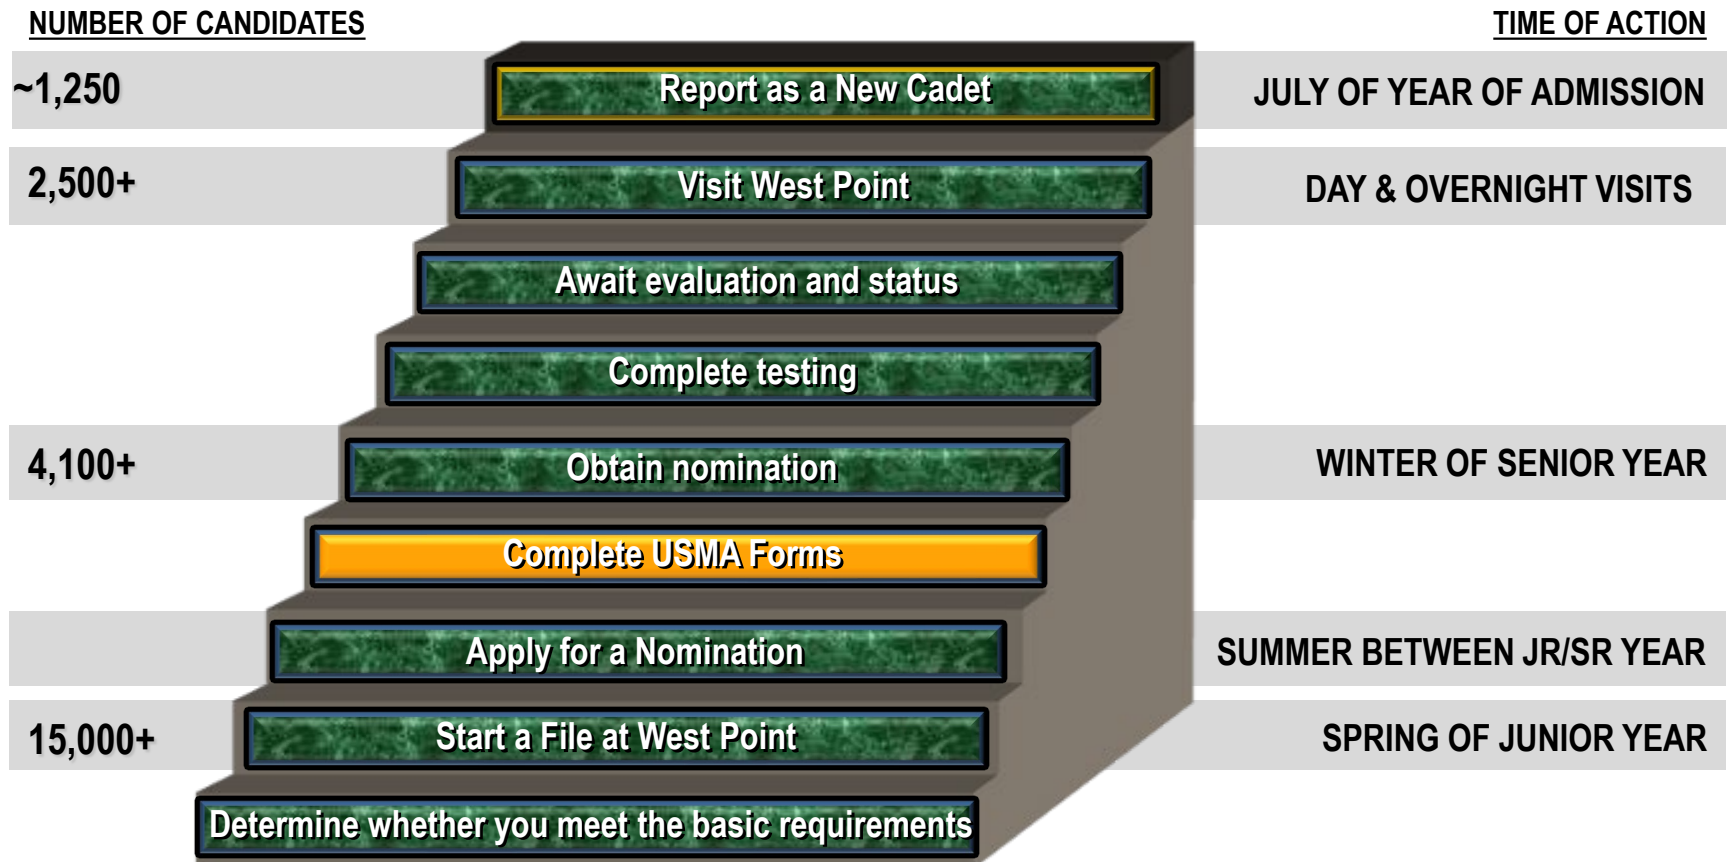 NUMBER OF CANDIDATES
TIME OF ACTION
~1,250
Report as a New Cadet
JULY OF YEAR OF ADMISSION
2,500+
Visit West Point
DAY & OVERNIGHT VISITS
Await evaluation and status
Complete testing
4,100+
Obtain nomination
WINTER OF SENIOR YEAR
Complete USMA Forms
Apply for a Nomination
SUMMER BETWEEN JR/SR YEAR
15,000+
Start a File at West Point
SPRING OF JUNIOR YEAR
Determine whether you meet the basic requirements